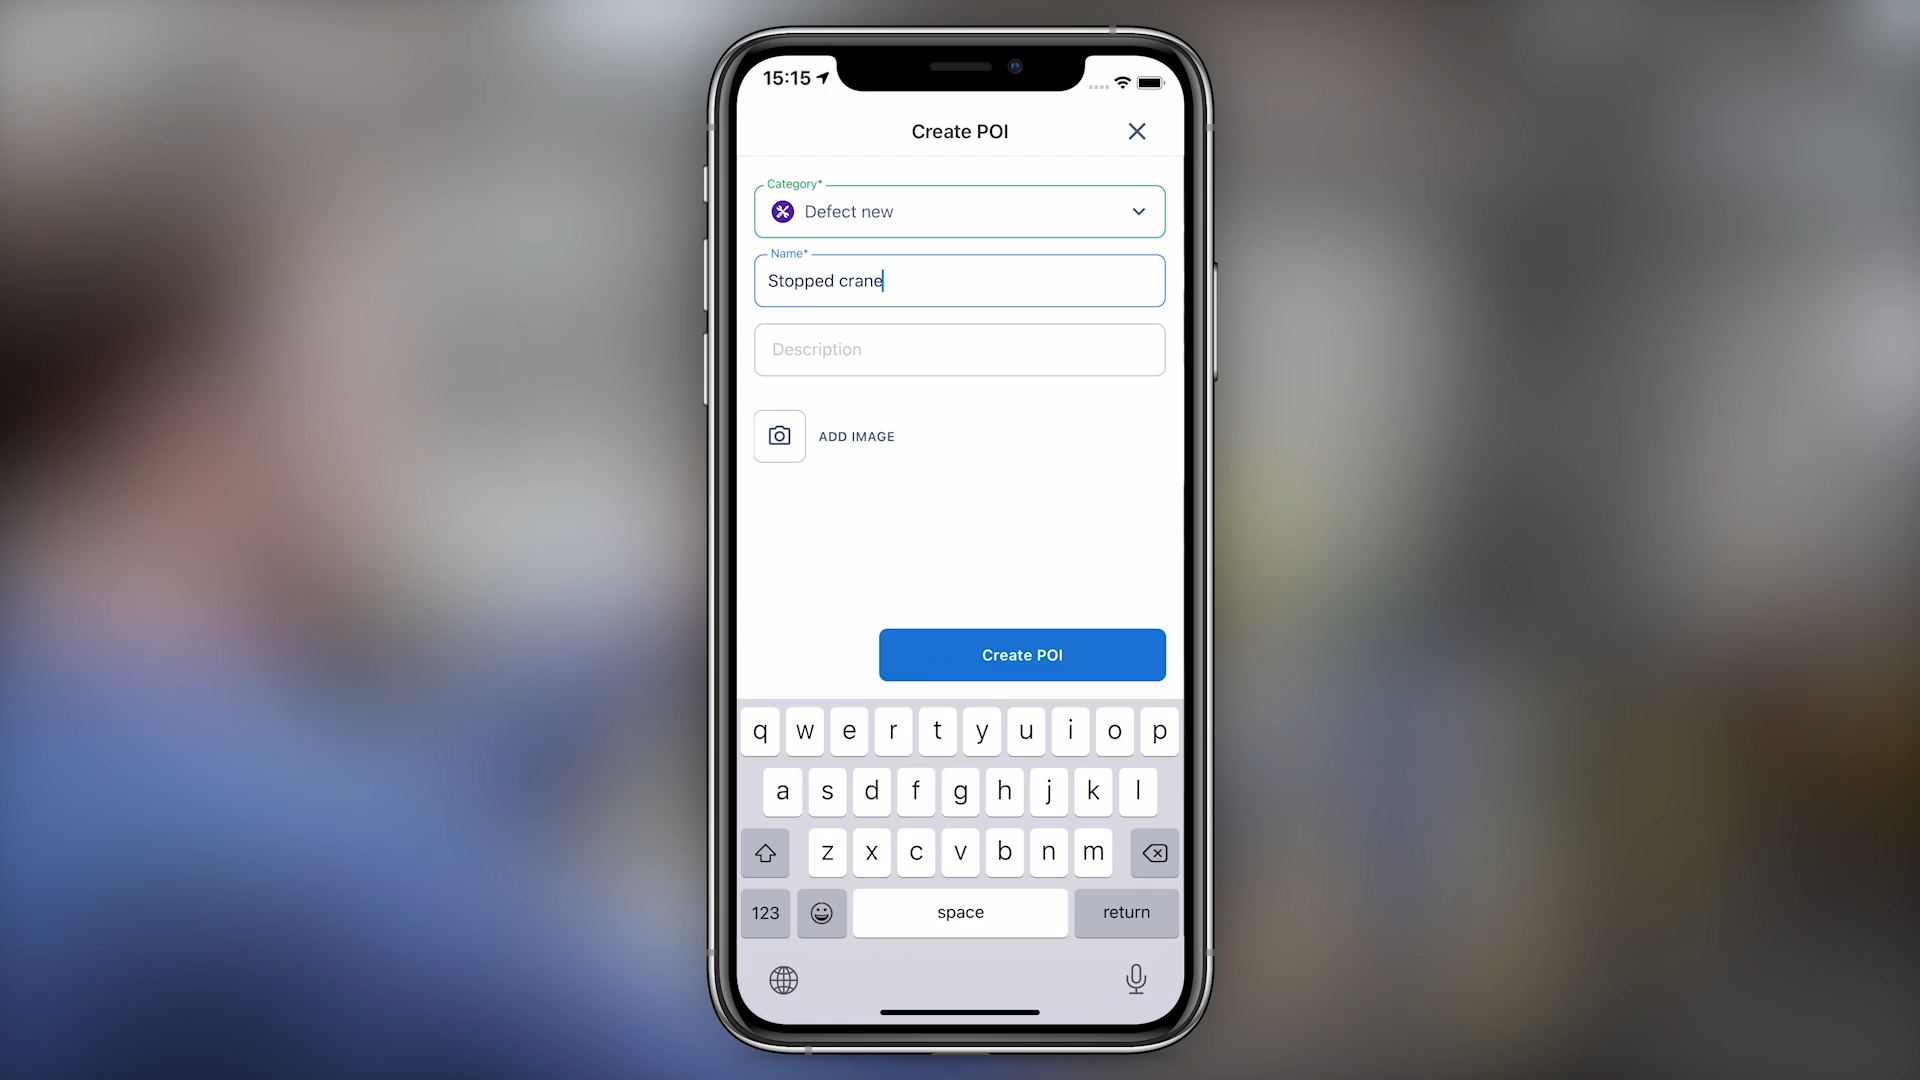 15:15
Create POI
Category*
Defect new
Name*
Stopped crane
Description
ADD IMAGE
Create POI
q w e r t y u i o p
a s d f g h j k l
z x c v b n m
123 space return